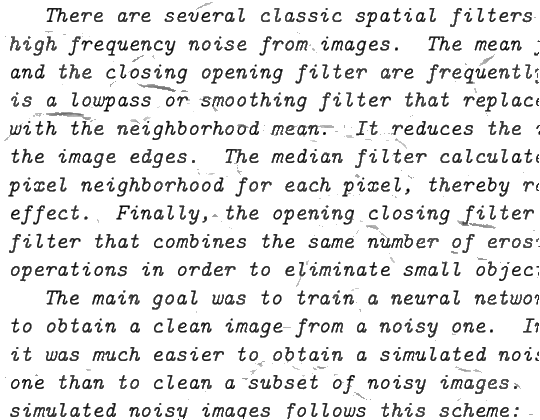 There are several classic spatial filters
high frequency noise from images. The mean
and the closing opening filter are frequently
is a lowpass or smoothing filter that replace
with the neighborhood mean. It reduces the
the image edges. The median filter calculate
pixel neighborhood for each pixel, thereby re
effect. Finally, the opening closing filter
filter that combines the same number of eros
operations in order to eliminate small objec
The main goal was to train a neural networ
to obtain a clean image from a noisy one. In
it was much easier to obtain a simulated nois
one than to clean a subset of noisy images.
simulated noisy images follows this scheme: